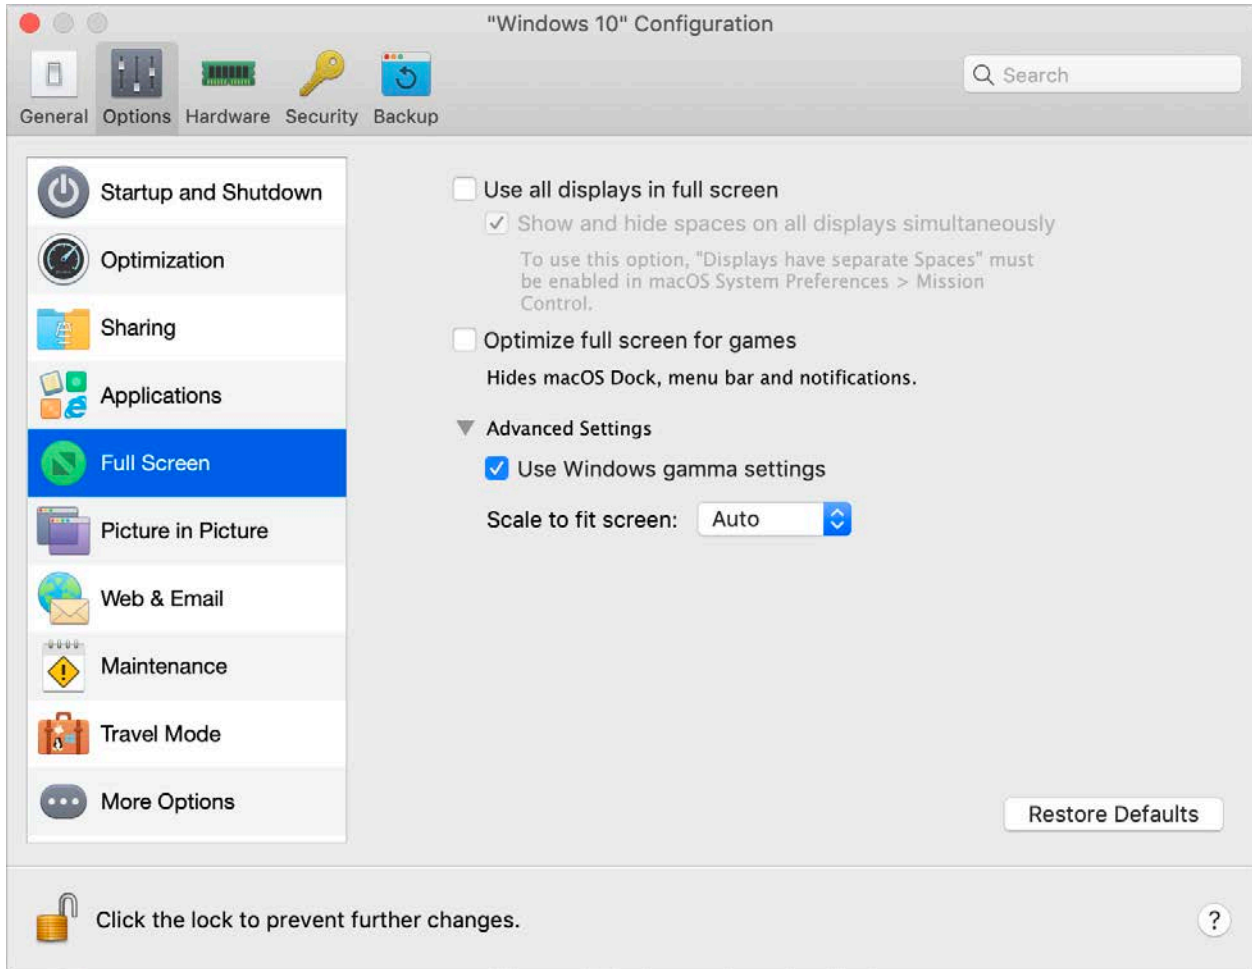 "Windows 10" Configuration
General Options Hardware Security Backup
Search
Startup and Shutdown
Optimization
Sharing
Applications
Full Screen
Picture in Picture
Web & Email
Maintenance
Travel Mode
More Options
Use all displays in full screen
Show and hide spaces on all displays simultaneously
To use this option, "Displays have separate Spaces" must
be enabled in macOS System Preferences > Mission
Control.
Optimize full screen for games
Hides macOS Dock, menu bar and notifications.
Advanced Settings
Use Windows gamma settings
Scale to fit screen: Auto
Restore Defaults
Click the lock to prevent further changes.
?